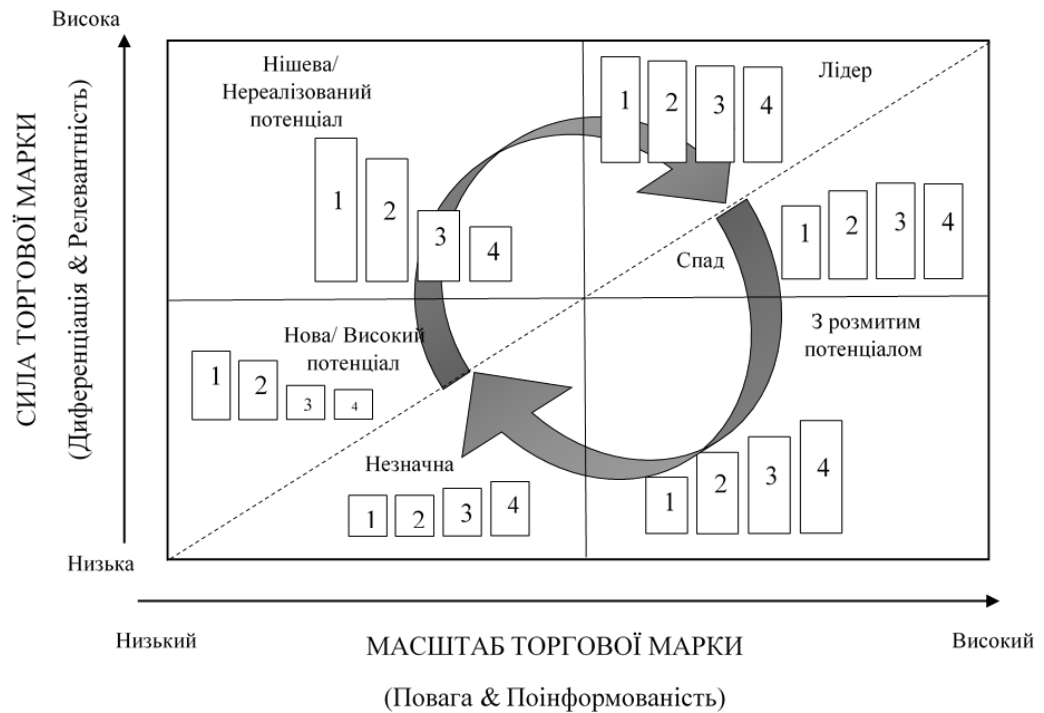 Висока
СИЛА ТОРГОВОЇ МАРКИ
(Диференціація & Релевантність)
Низька
Нішева/
Нереалізований
потенціал
1 2 3 4
Лідер
1 2 3 4
Спад
1 2 3 4
Нова/ Високий
потенціал
1 2 3 4
Незначна
1 2 3 4
З розмитим
потенціалом
1 2 3 4
Низький
МАСШТАБ ТОРГОВОЇ МАРКИ
Високий
(Повага & Поінформованість)